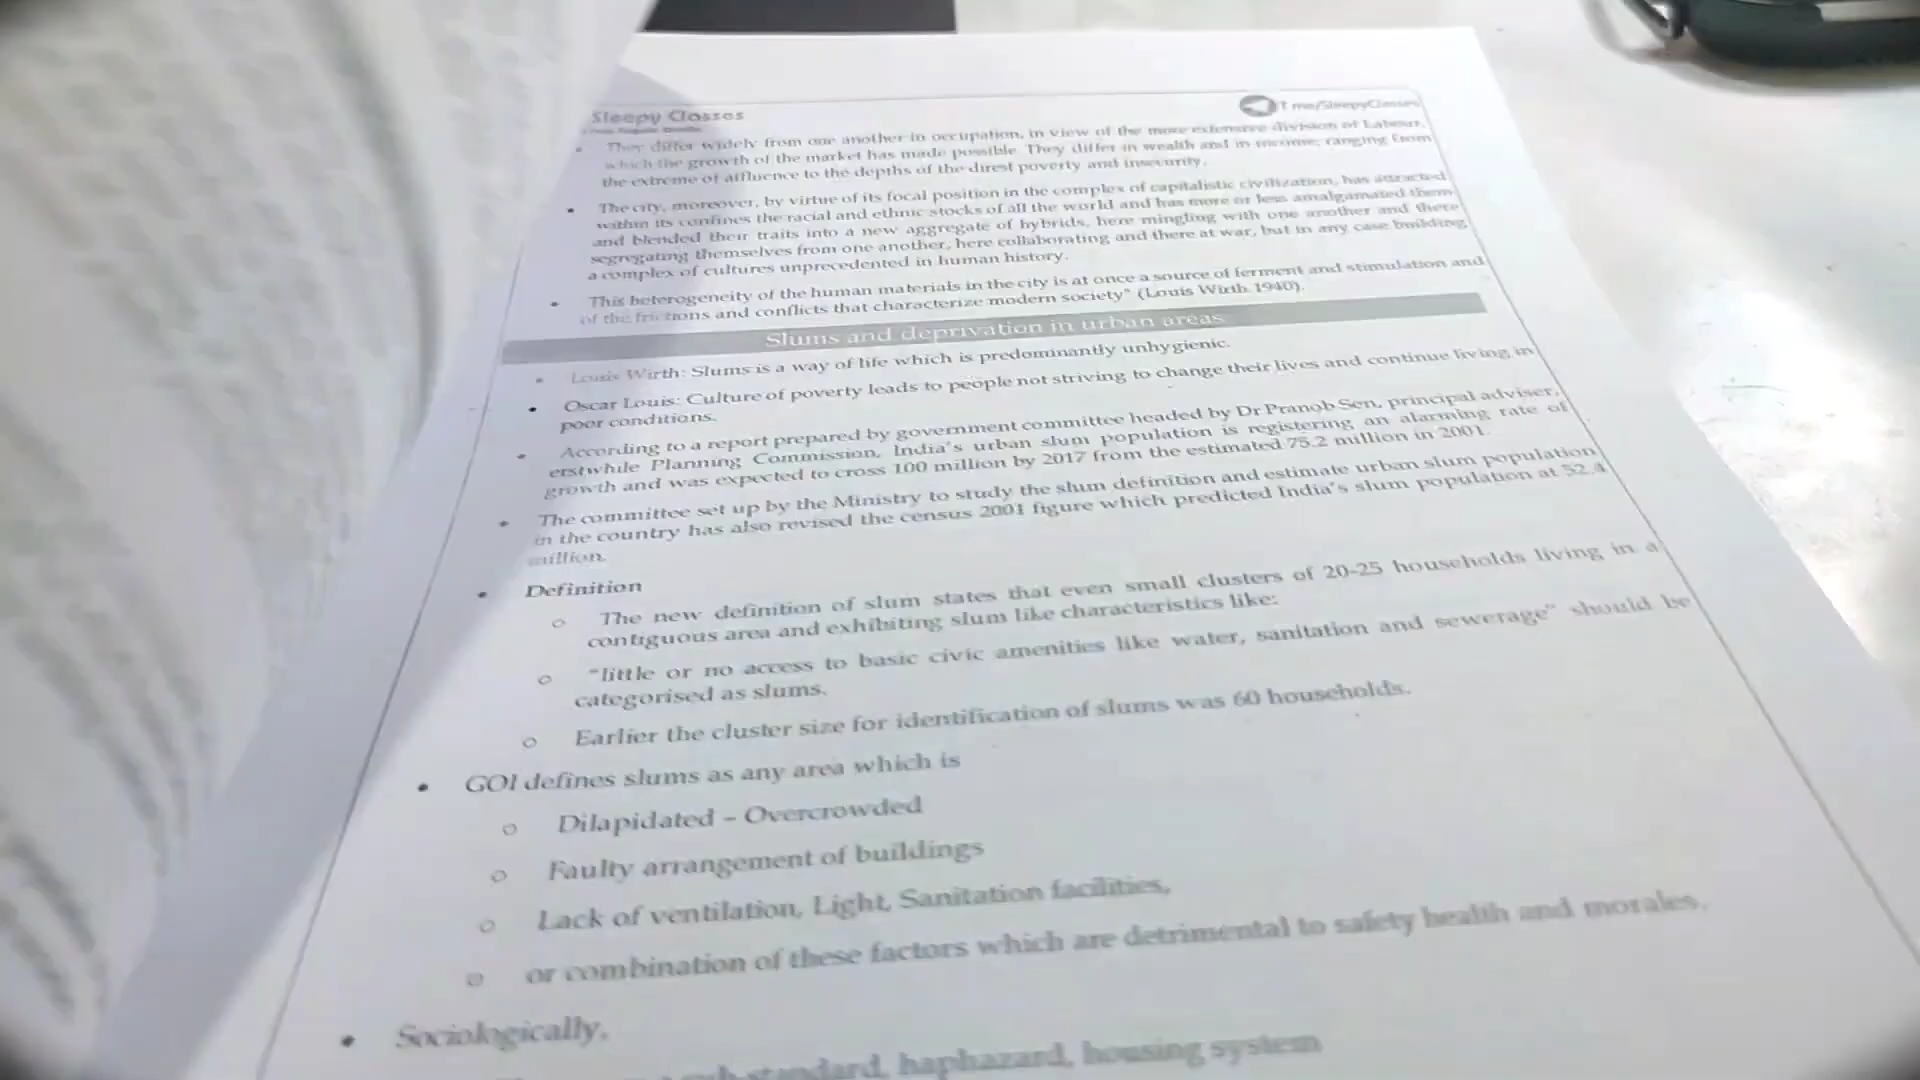 Sleepy Classes
T.me/SleepyClasses
• They differ widely from one another in occupation, in view of the more extensive division of Labour,
which the growth of the market has made possible. They differ in wealth and in income, ranging from
the extreme of affluence to the depths of the direst poverty and insecurity.
• The city, moreover, by virtue of its focal position in the complex of capitalistic civilization, has attracted
within its confines the racial and ethnic stocks of all the world and has more or less amalgamated them
and blended their traits into a new aggregate of hybrids, here mingling with one another and there
segregating themselves from one another, here collaborating and there at war, but in any case building
a complex of cultures unprecedented in human history.
• This heterogeneity of the human materials in the city is at once a source of ferment and stimulation and
of the frictions and conflicts that characterize modern society" (Louis Wirth 1940).
Slums and deprivation in urban areas
• Louis Wirth: Slums is a way of life which is predominantly unhygienic.
• Oscar Louis: Culture of poverty leads to people not striving to change their lives and continue living in
poor conditions.
• According to a report prepared by government committee headed by Dr Pranob Sen, principal adviser,
erstwhile Planning Commission, India's urban slum population is registering an alarming rate of
growth and was expected to cross 100 million by 2017 from the estimated 75.2 million in 2001.
• The committee set up by the Ministry to study the slum definition and estimate urban slum population
in the country has also revised the census 2001 figure which predicted India's slum population at 52.4
million.
• Definition
o The new definition of slum states that even small clusters of 20-25 households living in a
contiguous area and exhibiting slum like characteristics like:
o "little or no access to basic civic amenities like water, sanitation and sewerage" should be
categorised as slums.
o Earlier the cluster size for identification of slums was 60 households.
• GOI defines slums as any area which is
o Dilapidated – Overcrowded
o Faulty arrangement of buildings
o Lack of ventilation, Light, Sanitation facilities,
o or combination of these factors which are detrimental to safety health and morales.
• Sociologically,
sub-standard, haphazard, housing system